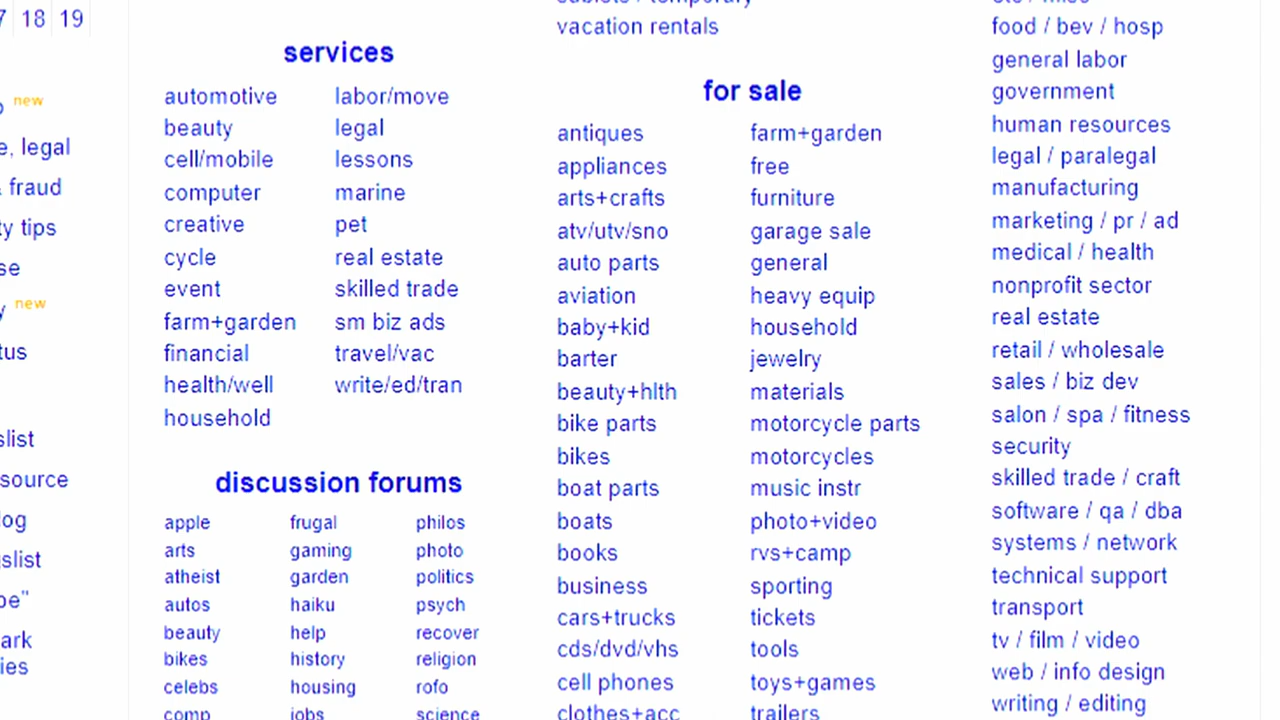 18 19
new
legal
fraud
tips
new
source
services
automotive
beauty
cell/mobile
computer
creative
cycle
event
farm+garden
financial
health/well
household
labor/move
legal
lessons
marine
pet
real estate
skilled trade
sm biz ads
travel/vac
write/ed/tran
discussion forums
apple
arts
atheist
autos
beauty
bikes
celebs
comp
frugal
gaming
garden
haiku
help
history
housing
jobs
philos
photo
politics
psych
recover
religion
rofo
science
vacation rentals
for sale
antiques
appliances
arts+crafts
atv/utv/sno
auto parts
aviation
baby+kid
barter
beauty+hlth
bike parts
bikes
boat parts
boats
books
business
cars+trucks
cds/dvd/vhs
cell phones
clothes+acc
farm+garden
free
furniture
garage sale
general
heavy equip
household
jewelry
materials
motorcycle parts
motorcycles
music instr
photo+video
rvs+camp
sporting
tickets
tools
toys+games
trailers
food / bev / hosp
general labor
government
human resources
legal / paralegal
manufacturing
marketing / pr / ad
medical / health
nonprofit sector
real estate
retail / wholesale
sales / biz dev
salon / spa / fitness
security
skilled trade / craft
software / qa / dba
systems / network
technical support
transport
tv / film / video
web / info design
writing / editing